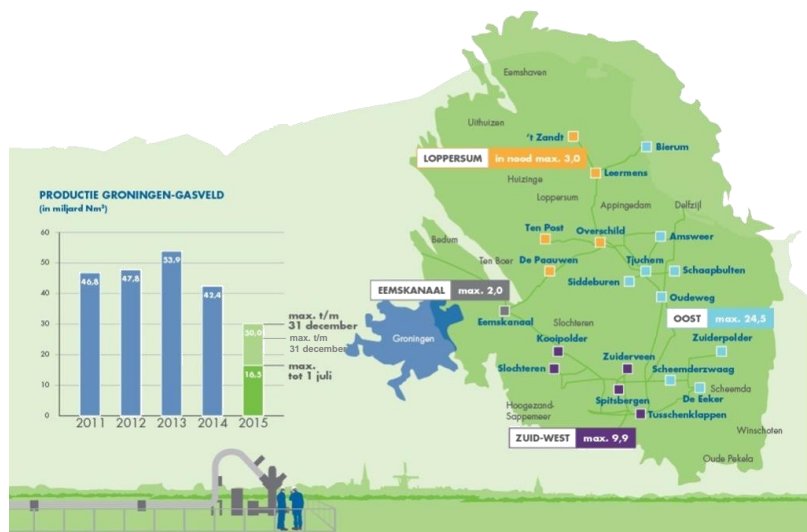 PRODUCTIE GRONINGEN-GASVELD
(in miljard Nm³)
60
50
40
30
20
10
0
46,8
47,8
53,9
42,4
30,0
16,5
2011
2012
2013
2014
2015
max. t/m
31 december
max. t/m
31 december
max.
tot 1 juli
Eemshaven
Uithuizen
't Zandt
Bierum
LOPPERSUM in nood max. 3,0
Leermens
Huizinge
Loppersum
Appingedam
Delfzijl
Ten Post
Overschild
Amsweer
Bedum
Ten Boer
De Paauwen
Tjuchem
Schaapbulten
Siddeburen
EEMSKANAAL max. 2,0
Oudeweg
Eemskanaal
Slochteren
OOST max. 24,5
Groningen
Kooipolder
Zuiderpolder
Zuiderveen
Slochteren
Scheemderzwaag
Scheemda
De Eeker
Spitsbergen
Hoogezand-
Sappemeer
Tusschenklappen
Winschoten
ZUID-WEST max. 9,9
Oude Pekela